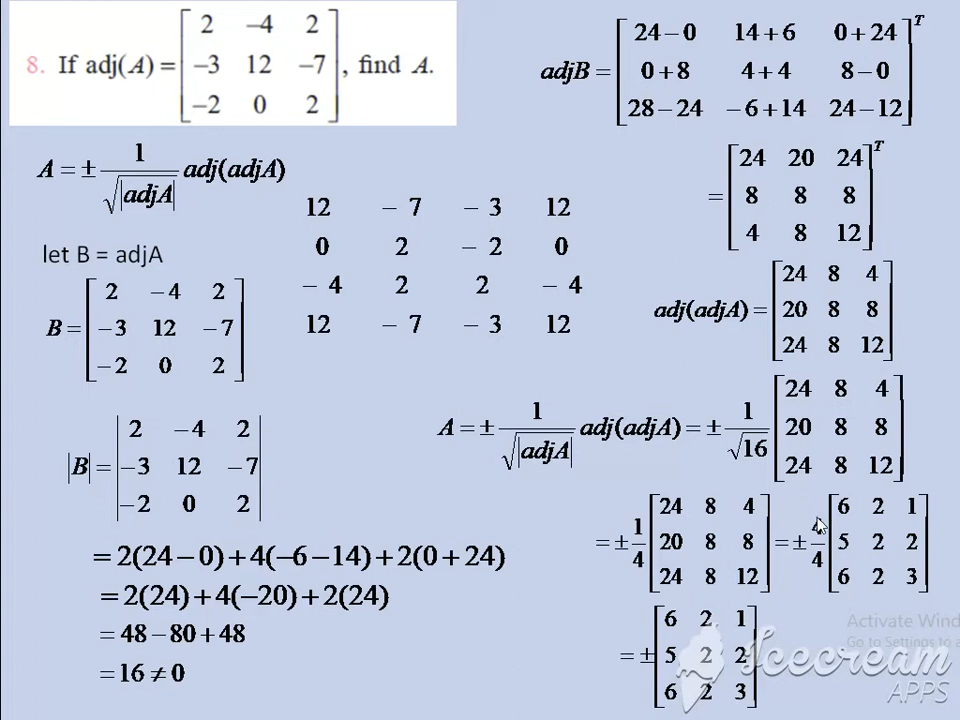 8. If adj(A) = [ 2 −4 2
−3 12 −7
−2 0 2 ], find A.
A = ± 1/√|adjA| adj(adjA)
let B = adjA
B = [ 2 −4 2
−3 12 −7
−2 0 2 ]
|B| = | 2 −4 2
−3 12 −7
−2 0 2 |
= 2(24 − 0) + 4(−6 − 14) + 2(0 + 24)
= 2(24) + 4(−20) + 2(24)
= 48 − 80 + 48
= 16 ≠ 0
12 −7 −3 12
0 2 −2 0
−4 2 2 −4
12 −7 −3 12
adjB = [ 24 − 0 14 + 6 0 + 24
0 + 8 4 + 4 8 − 0
28 − 24 −6 + 14 24 − 12 ]^T
= [ 24 20 24
8 8 8
4 8 12 ]^T
adj(adjA) = [ 24 8 4
20 8 8
24 8 12 ]
A = ± 1/√|adjA| adj(adjA) = ± 1/√16 [ 24 8 4
20 8 8
24 8 12 ]
= ± 1/4 [ 24 8 4
20 8 8
24 8 12 ] = ± 4/4 [ 6 2 1
5 2 2
6 2 3 ]
= ± [ 6 2 1
5 2 2
6 2 3 ]
Activate Wind
Go to Settings to a
Icecream
APPS